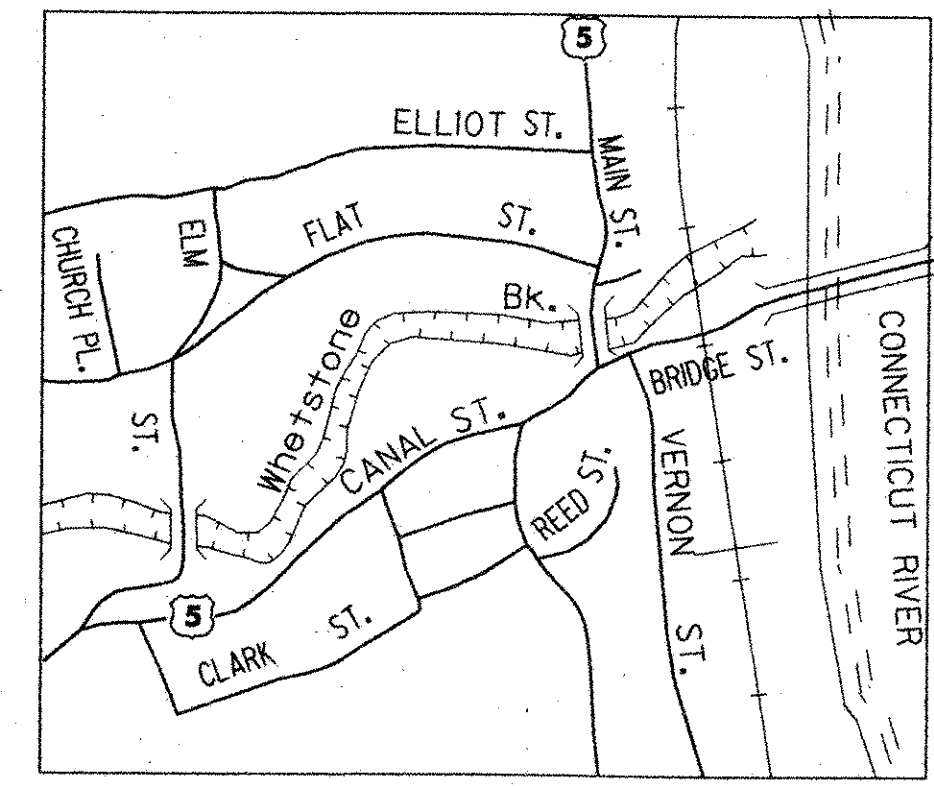 5
ELLIOT ST.
MAIN ST.
FLAT ST.
ELM ST.
CHURCH PL.
Whetstone Bk.
BRIDGE ST.
CANAL ST.
CONNECTICUT RIVER
REED ST.
VERNON ST.
5
CLARK ST.